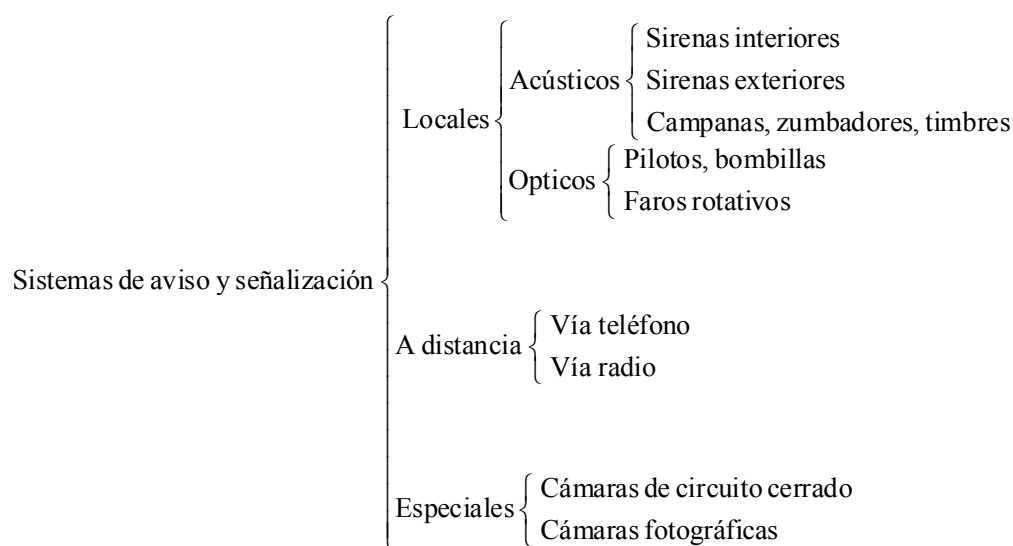 Sirenas interiores
Acústicos
Sirenas exteriores
Locales
Campanas, zumbadores, timbres
Pilotos, bombillas
Opticos
Faros rotativos
Sistemas de aviso y señalización
Vía teléfono
A distancia
Vía radio
Cámaras de circuito cerrado
Especiales
Cámaras fotográficas